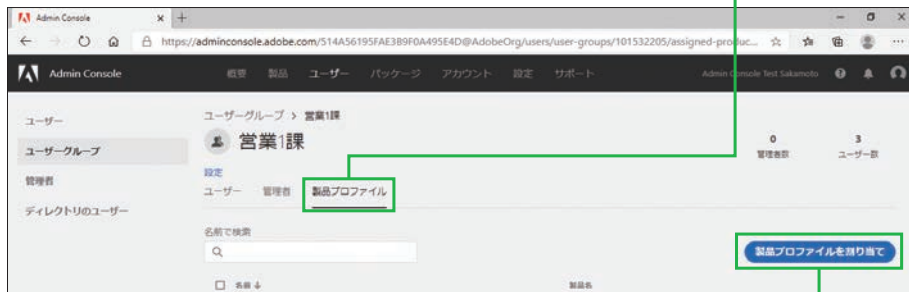 Admin Console
https://adminconsole.adobe.com/514A56195FAE3B9F0A495E4D@AdobeOrg/users/user-groups/101532205/assigned-produc...
Admin Console 概要 製品 ユーザー パッケージ アカウント 設定 サポート Admin Console Test Sakamoto
ユーザー
ユーザーグループ
管理者
ディレクトリのユーザー
ユーザーグループ > 営業1課
営業1課
0 3
管理者数 ユーザー数
設定
ユーザー 管理者 製品プロファイル
名前で検索
製品プロファイルを割り当て
名前 ↓ 製品名